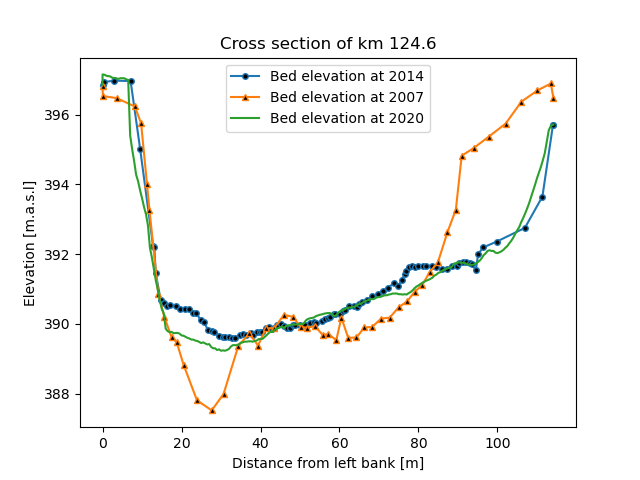 Cross section of km 124.6
Bed elevation at 2014
Bed elevation at 2007
Bed elevation at 2020
396
394
392
390
388
Elevation [m.a.s.l]
0 20 40 60 80 100
Distance from left bank [m]